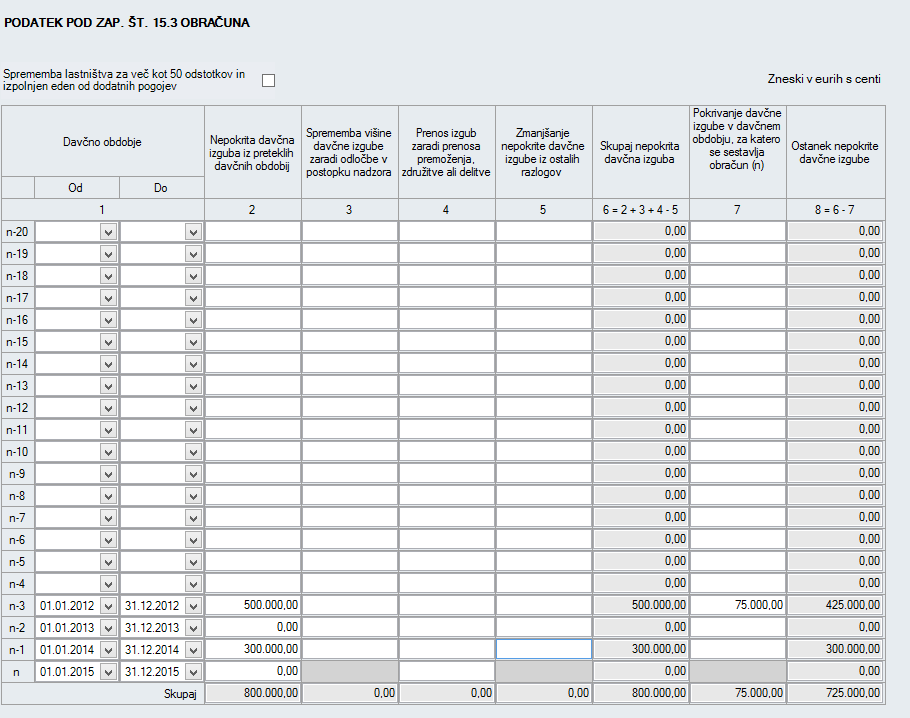 PODATEK POD ZAP. ŠT. 15.3 OBRAČUNA
Sprememba lastništva za več kot 50 odstotkov in
izpolnjen eden od dodatnih pogojev
Zneski v eurih s centi
Davčno obdobje
Od Do
Nepokrita davčna
izguba iz preteklih
davčnih obdobij
Sprememba višine
davčne izgube
zaradi odločbe v
postopku nadzora
Prenos izgub
zaradi prenosa
premoženja,
združitve ali delitve
Zmanjšanje
nepokrite davčne
izgube iz ostalih
razlogov
Skupaj nepokrita
davčna izguba
Pokrivanje davčne
izgube v davčnem
obdobju, za katero
se sestavlja
obračun (n)
Ostanek nepokrite
davčne izgube
1 2 3 4 5 6 = 2 + 3 + 4 - 5 7 8 = 6 - 7
n-20 0,00 0,00
n-19 0,00 0,00
n-18 0,00 0,00
n-17 0,00 0,00
n-16 0,00 0,00
n-15 0,00 0,00
n-14 0,00 0,00
n-13 0,00 0,00
n-12 0,00 0,00
n-11 0,00 0,00
n-10 0,00 0,00
n-9 0,00 0,00
n-8 0,00 0,00
n-7 0,00 0,00
n-6 0,00 0,00
n-5 0,00 0,00
n-4 0,00 0,00
n-3 01.01.2012 31.12.2012 500.000,00 500.000,00 75.000,00 425.000,00
n-2 01.01.2013 31.12.2013 0,00 0,00 0,00
n-1 01.01.2014 31.12.2014 300.000,00 300.000,00 300.000,00
n 01.01.2015 31.12.2015 0,00 0,00 0,00
Skupaj 800.000,00 0,00 0,00 0,00 800.000,00 75.000,00 725.000,00